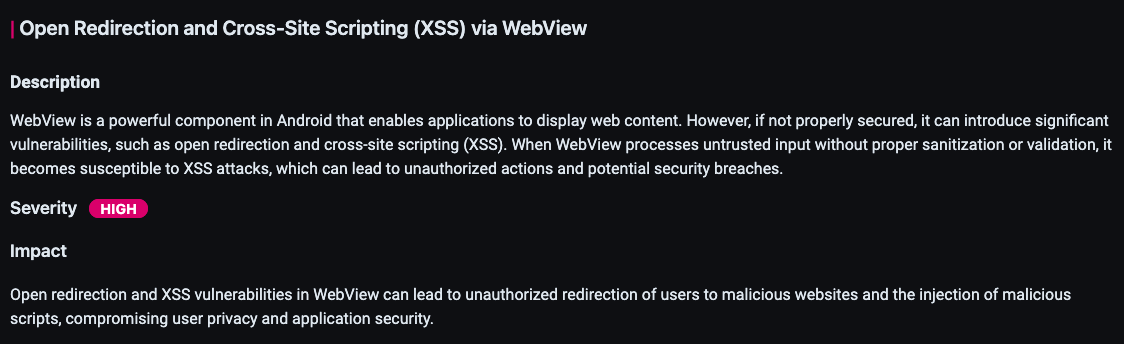 Open Redirection and Cross-Site Scripting (XSS) via WebView
Description
WebView is a powerful component in Android that enables applications to display web content. However, if not properly secured, it can introduce significant
vulnerabilities, such as open redirection and cross-site scripting (XSS). When WebView processes untrusted input without proper sanitization or validation, it
becomes susceptible to XSS attacks, which can lead to unauthorized actions and potential security breaches.
Severity HIGH
Impact
Open redirection and XSS vulnerabilities in WebView can lead to unauthorized redirection of users to malicious websites and the injection of malicious
scripts, compromising user privacy and application security.